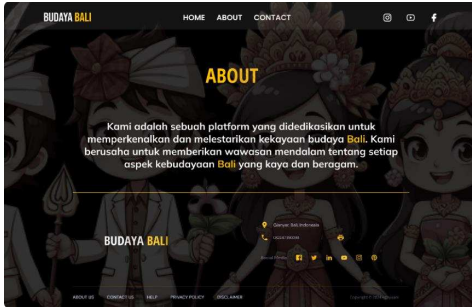 BUDAYA BALI
HOME ABOUT CONTACT
ABOUT
Kami adalah sebuah platform yang didedikasikan untuk
memperkenalkan dan melestarikan kekayaan budaya Bali. Kami
berusaha untuk memberikan wawasan mendalam tentang setiap
aspek kebudayaan Bali yang kaya dan beragam.
Gianyar, Bali, Indonesia
BUDAYA BALI
Social Media
ABOUT US CONTACT US HELP PRIVACY POLICY DISCLAIMER